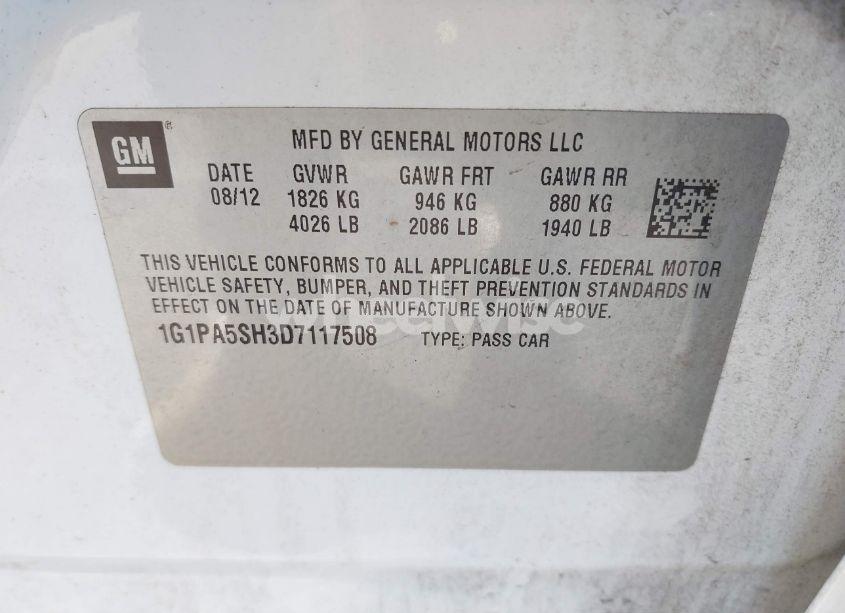 GM®
MFD BY GENERAL MOTORS LLC
DATE GVWR GAWR FRT GAWR RR
08/12 1826 KG 946 KG 880 KG
4026 LB 2086 LB 1940 LB
THIS VEHICLE CONFORMS TO ALL APPLICABLE U.S. FEDERAL MOTOR
VEHICLE SAFETY, BUMPER, AND THEFT PREVENTION STANDARDS IN
EFFECT ON THE DATE OF MANUFACTURE SHOWN ABOVE.
1G1PA5SH3D7117508 TYPE: PASS CAR